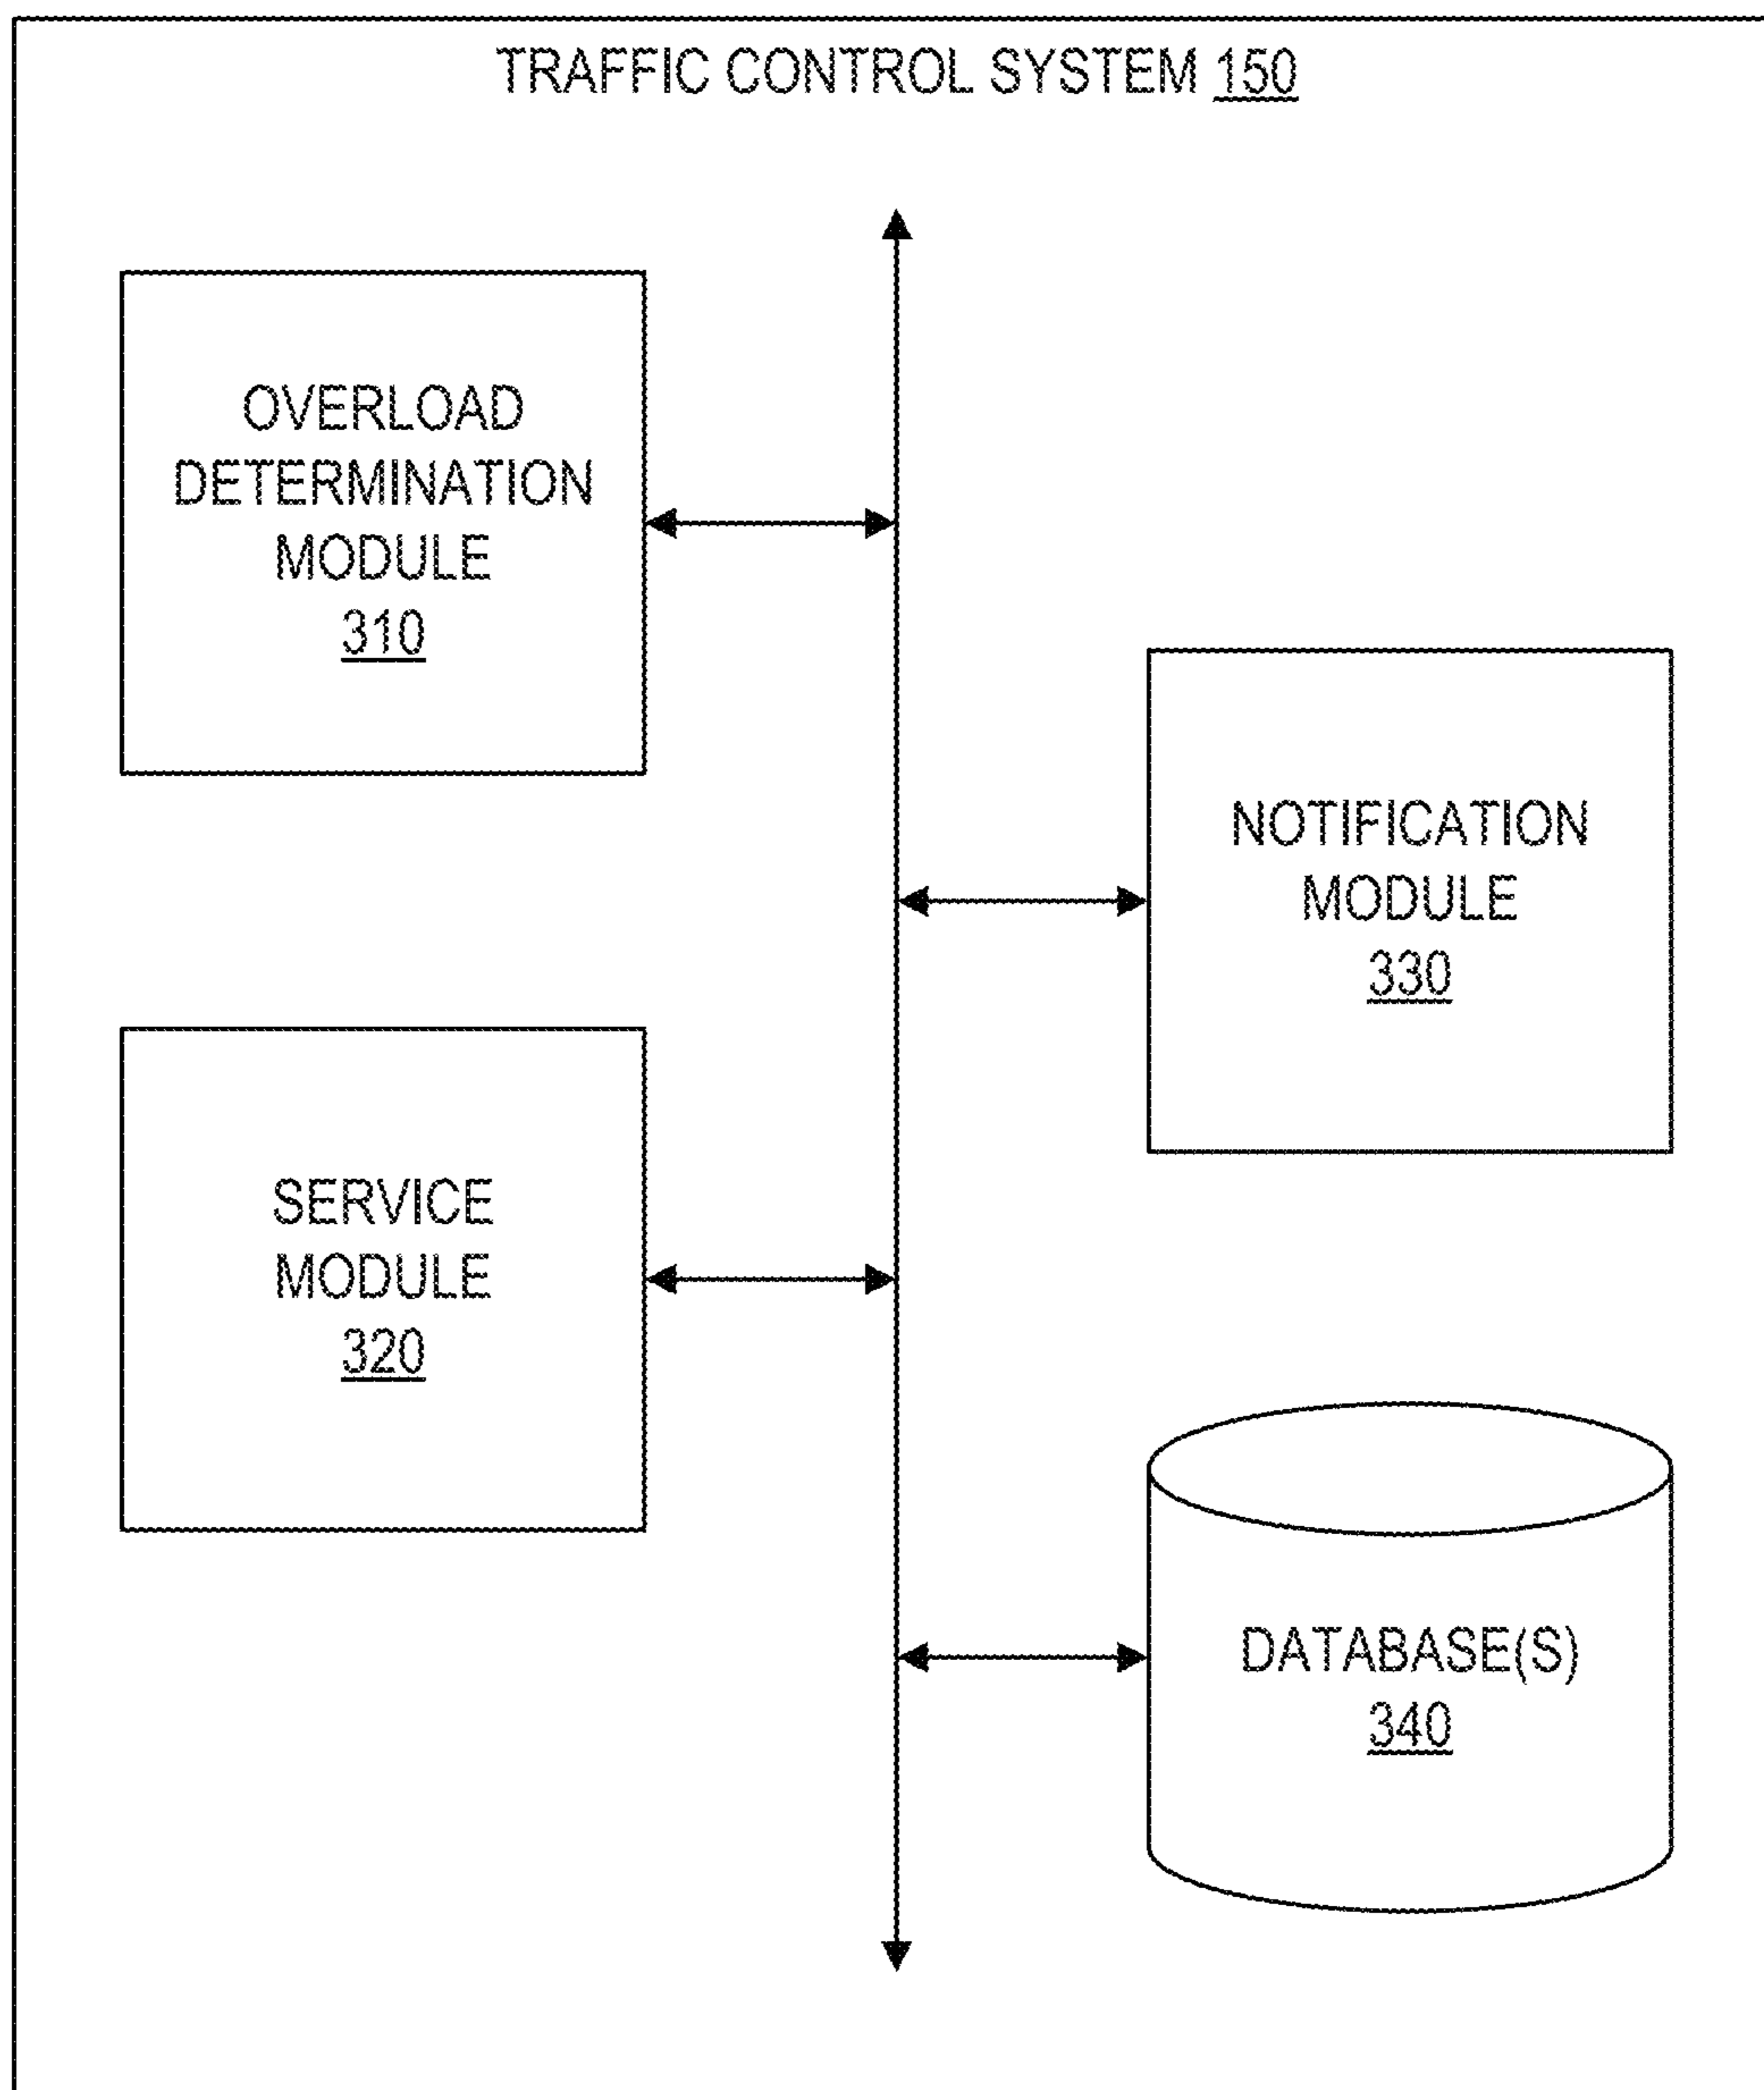 TRAFFIC CONTROL SYSTEM 150
OVERLOAD
DETERMINATION
MODULE
310
NOTIFICATION
MODULE
330
SERVICE
MODULE
320
DATABASE(S)
340